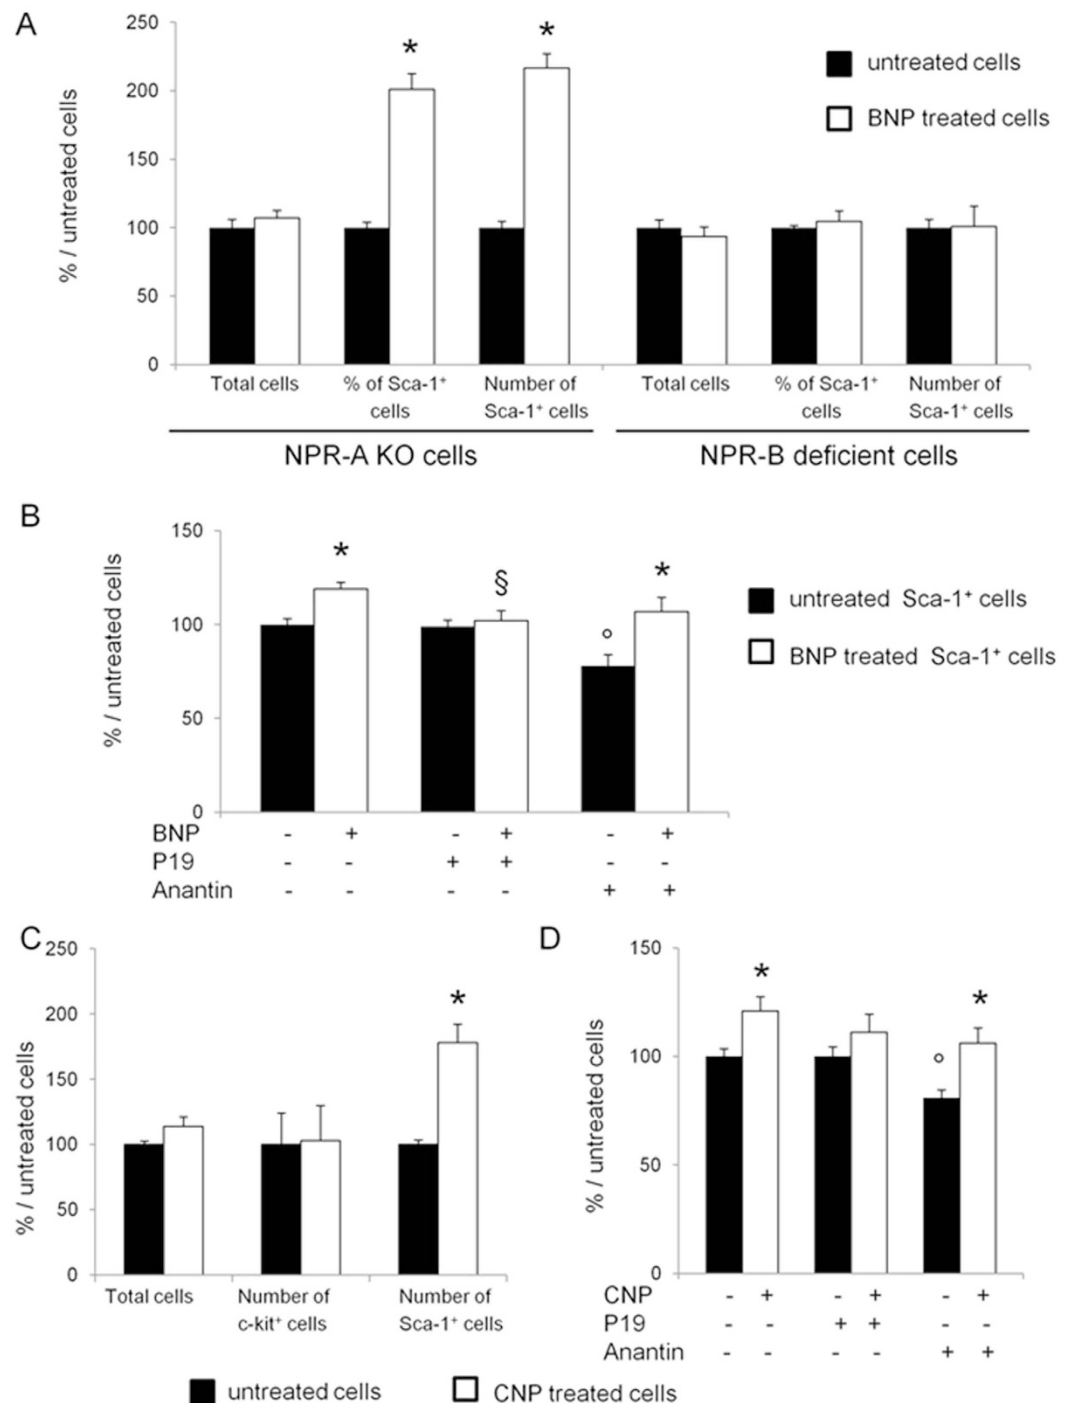 A
250
200
150
100
50
0
% / untreated cells
*
*
untreated cells
BNP treated cells
Total cells
% of Sca-1⁺ cells
Number of Sca-1⁺ cells
Total cells
% of Sca-1⁺ cells
Number of Sca-1⁺ cells
NPR-A KO cells
NPR-B deficient cells
B
150
100
50
0
% / untreated cells
*
§
°
*
untreated Sca-1⁺ cells
BNP treated Sca-1⁺ cells
BNP - + - + - +
P19 - - + + - -
Anantin - - - - + +
C
250
200
150
100
50
0
% / untreated cells
*
Total cells
Number of c-kit⁺ cells
Number of Sca-1⁺ cells
D
150
100
50
0
% / untreated cells
*
°
*
CNP - + - + - +
P19 - - + + - -
Anantin - - - - + +
untreated cells
CNP treated cells